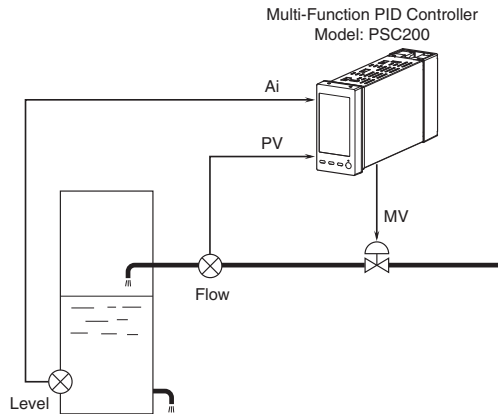 Multi-Function PID Controller
Model: PSC200
Ai
PV
MV
Flow
Level